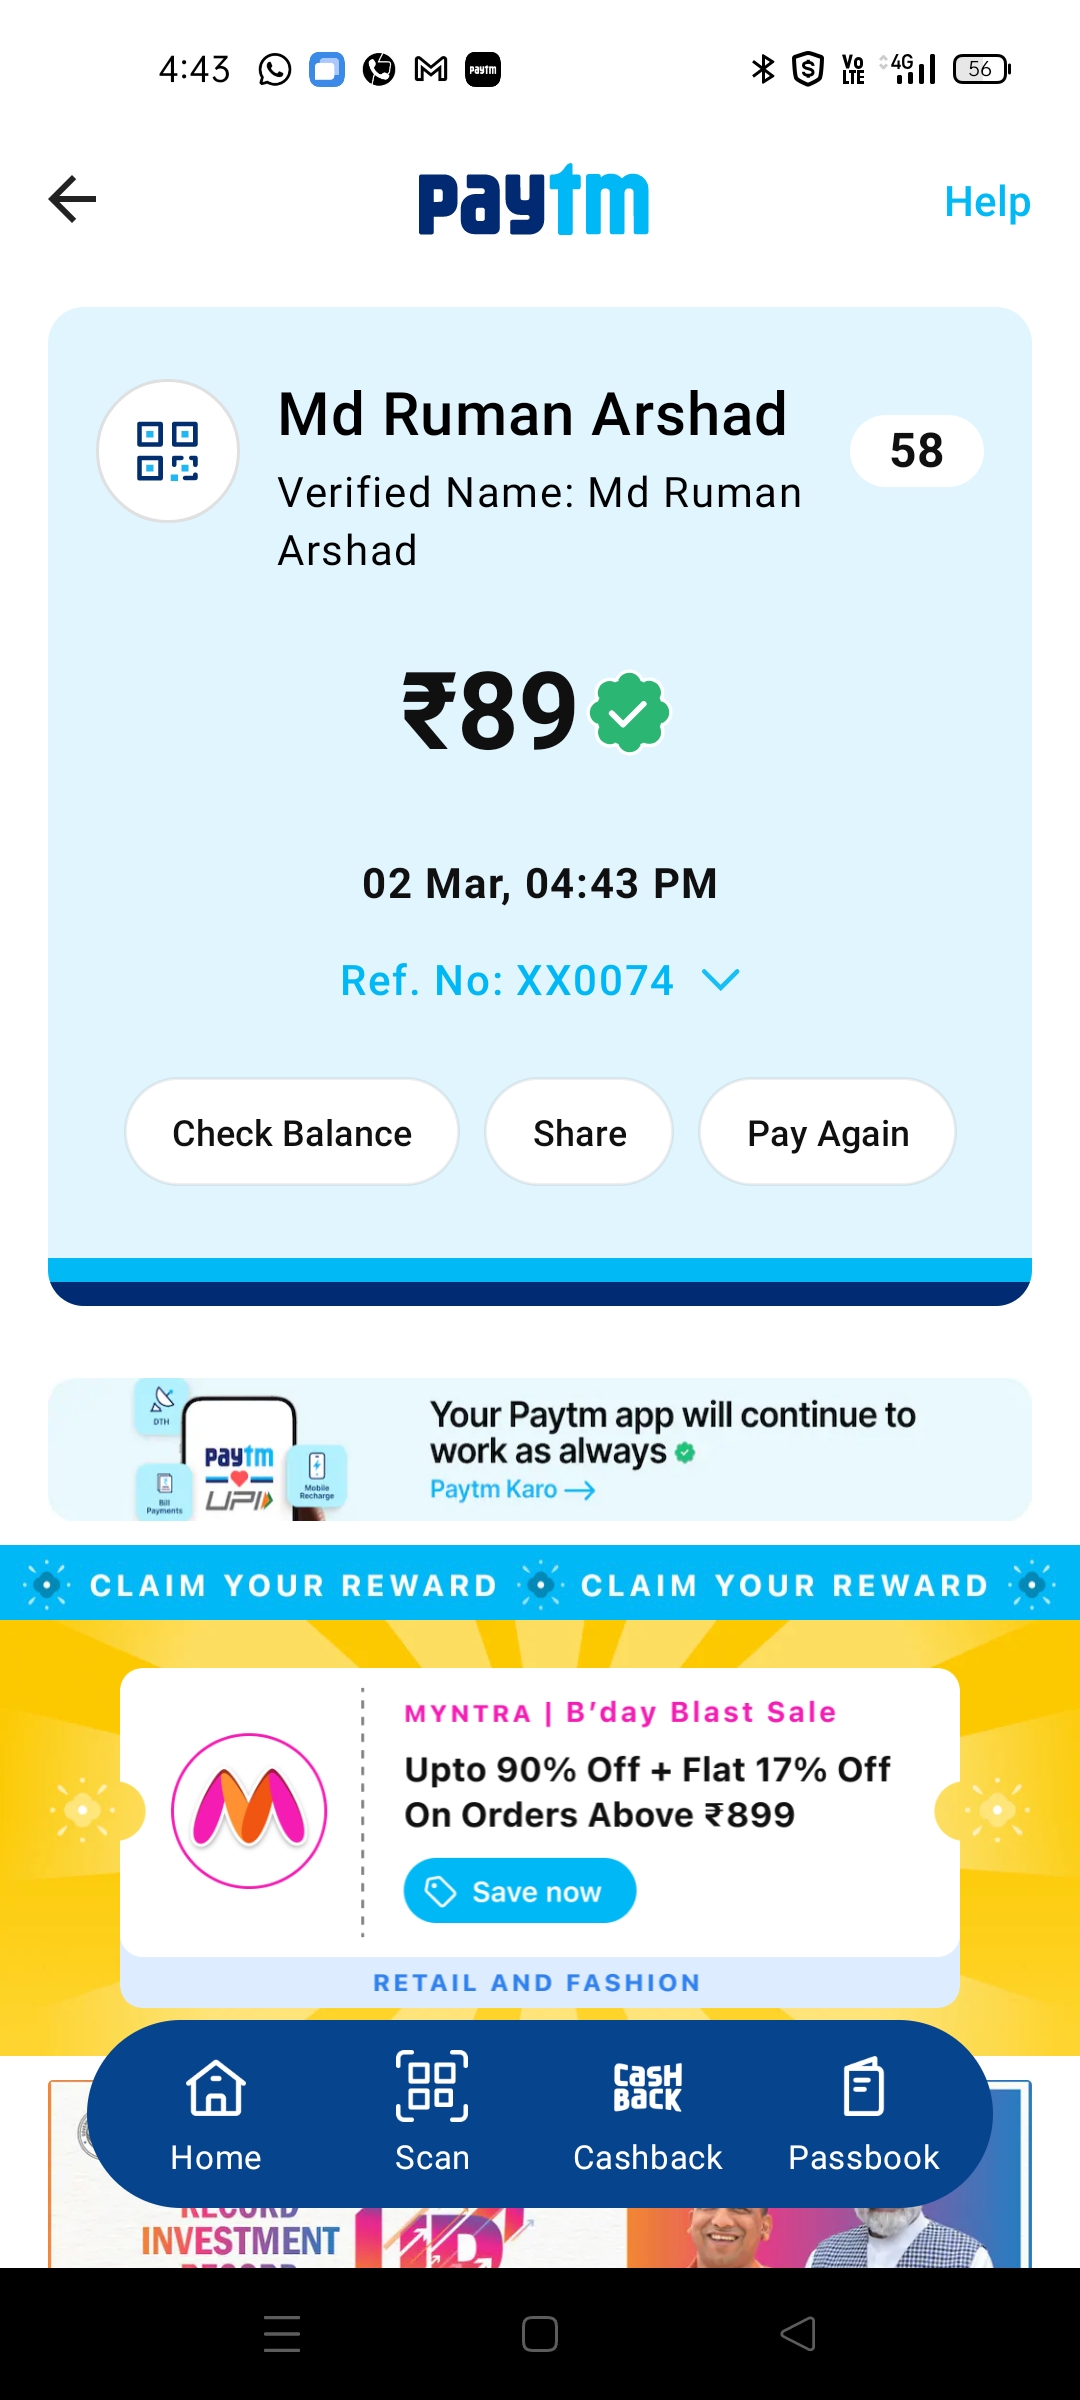 4:43
paytm
Vo
LTE
4G
56
paytm
Help
Md Ruman Arshad
58
Verified Name: Md Ruman
Arshad
₹89
02 Mar, 04:43 PM
Ref. No: XX0074
Check Balance
Share
Pay Again
DTH
paytm
UPI
Bill
Payments
Mobile
Recharge
Your Paytm app will continue to
work as always
Paytm Karo
CLAIM YOUR REWARD
CLAIM YOUR REWARD
MYNTRA | B'day Blast Sale
Upto 90% Off + Flat 17% Off
On Orders Above ₹899
Save now
RETAIL AND FASHION
Home
Scan
CASH BACK
Cashback
Passbook
RECORD
INVESTMENT
RECORD